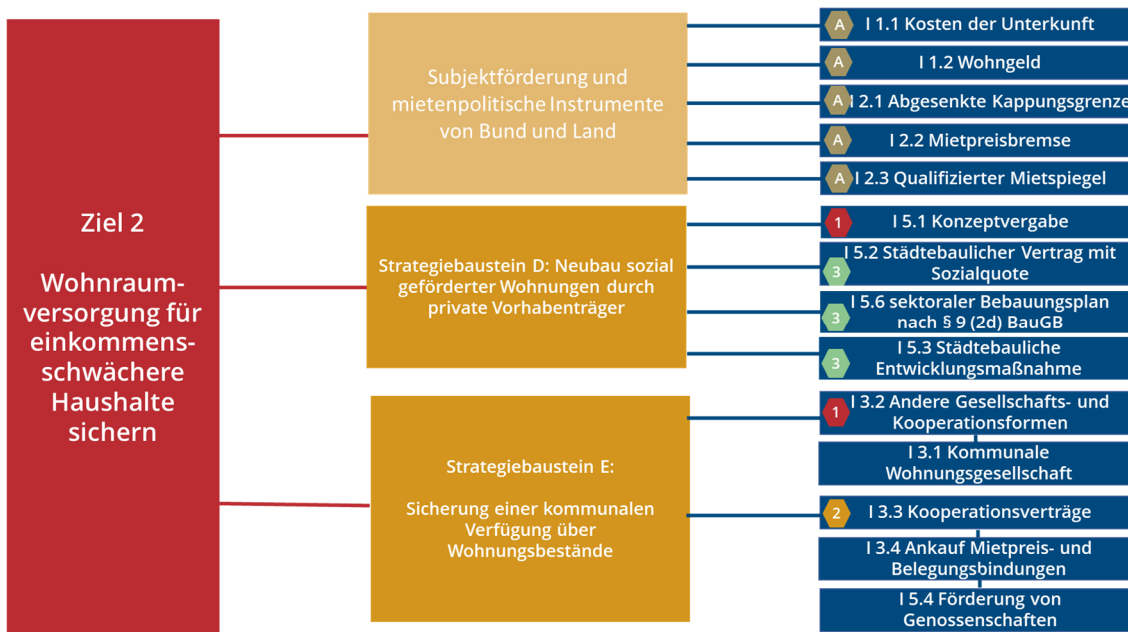 Ziel 2
Wohnraum-
versorgung für
einkommens-
schwächere
Haushalte
sichern
Subjektförderung und
mietenpolitische Instrumente
von Bund und Land
A I 1.1 Kosten der Unterkunft
A I 1.2 Wohngeld
A I 2.1 Abgesenkte Kappungsgrenze
A I 2.2 Mietpreisbremse
A I 2.3 Qualifizierter Mietspiegel
Strategiebaustein D: Neubau sozial
geförderter Wohnungen durch
private Vorhabenträger
1 I 5.1 Konzeptvergabe
I 5.2 Städtebaulicher Vertrag mit
3 Sozialquote
I 5.6 sektoraler Bebauungsplan
3 nach § 9 (2d) BauGB
I 5.3 Städtebauliche
3 Entwicklungsmaßnahme
Strategiebaustein E:
Sicherung einer kommunalen
Verfügung über
Wohnungsbestände
1 I 3.2 Andere Gesellschafts- und
Kooperationsformen
I 3.1 Kommunale
Wohnungsgesellschaft
2 I 3.3 Kooperationsverträge
I 3.4 Ankauf Mietpreis- und
Belegungsbindungen
I 5.4 Förderung von
Genossenschaften